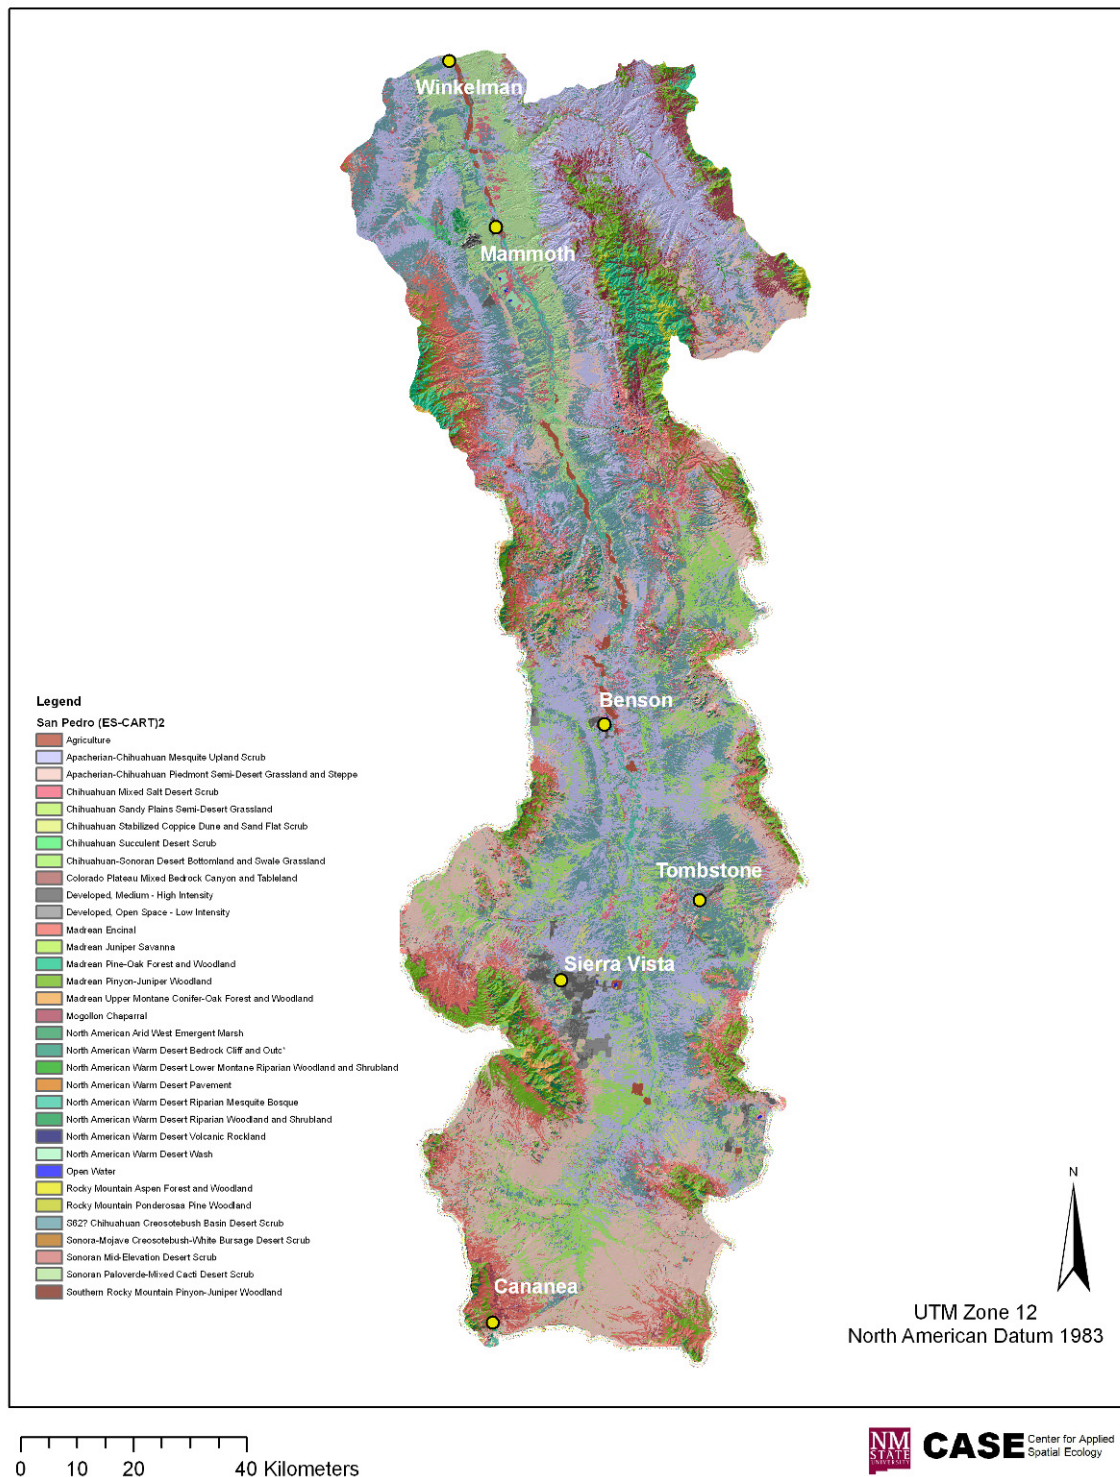 Winkelman
Mammoth
Benson
Tombstone
Sierra Vista
Cananea
Legend
San Pedro (ES-CART)2
Agriculture
Apacherian-Chihuahuan Mesquite Upland Scrub
Apacherian-Chihuahuan Piedmont Semi-Desert Grassland and Steppe
Chihuahuan Mixed Salt Desert Scrub
Chihuahuan Sandy Plains Semi-Desert Grassland
Chihuahuan Stabilized Coppice Dune and Sand Flat Scrub
Chihuahuan Succulent Desert Scrub
Chihuahuan-Sonoran Desert Bottomland and Swale Grassland
Colorado Plateau Mixed Bedrock Canyon and Tableland
Developed, Medium - High Intensity
Developed, Open Space - Low Intensity
Madrean Encinal
Madrean Juniper Savanna
Madrean Pine-Oak Forest and Woodland
Madrean Pinyon-Juniper Woodland
Madrean Upper Montane Conifer-Oak Forest and Woodland
Mogollon Chaparral
North American Arid West Emergent Marsh
North American Warm Desert Bedrock Cliff and Outc'
North American Warm Desert Lower Montane Riparian Woodland and Shrubland
North American Warm Desert Pavement
North American Warm Desert Riparian Mesquite Bosque
North American Warm Desert Riparian Woodland and Shrubland
North American Warm Desert Volcanic Rockland
North American Warm Desert Wash
Open Water
Rocky Mountain Aspen Forest and Woodland
Rocky Mountain Ponderosaa Pine Woodland
S62? Chihuahuan Creosotebush Basin Desert Scrub
Sonora-Mojave Creosotebush-White Bursage Desert Scrub
Sonoran Mid-Elevation Desert Scrub
Sonoran Paloverde-Mixed Cacti Desert Scrub
Southern Rocky Mountain Pinyon-Juniper Woodland
N
UTM Zone 12
North American Datum 1983
0 10 20 40 Kilometers
NM
STATE
UNIVERSITY
CASE Center for Applied
Spatial Ecology